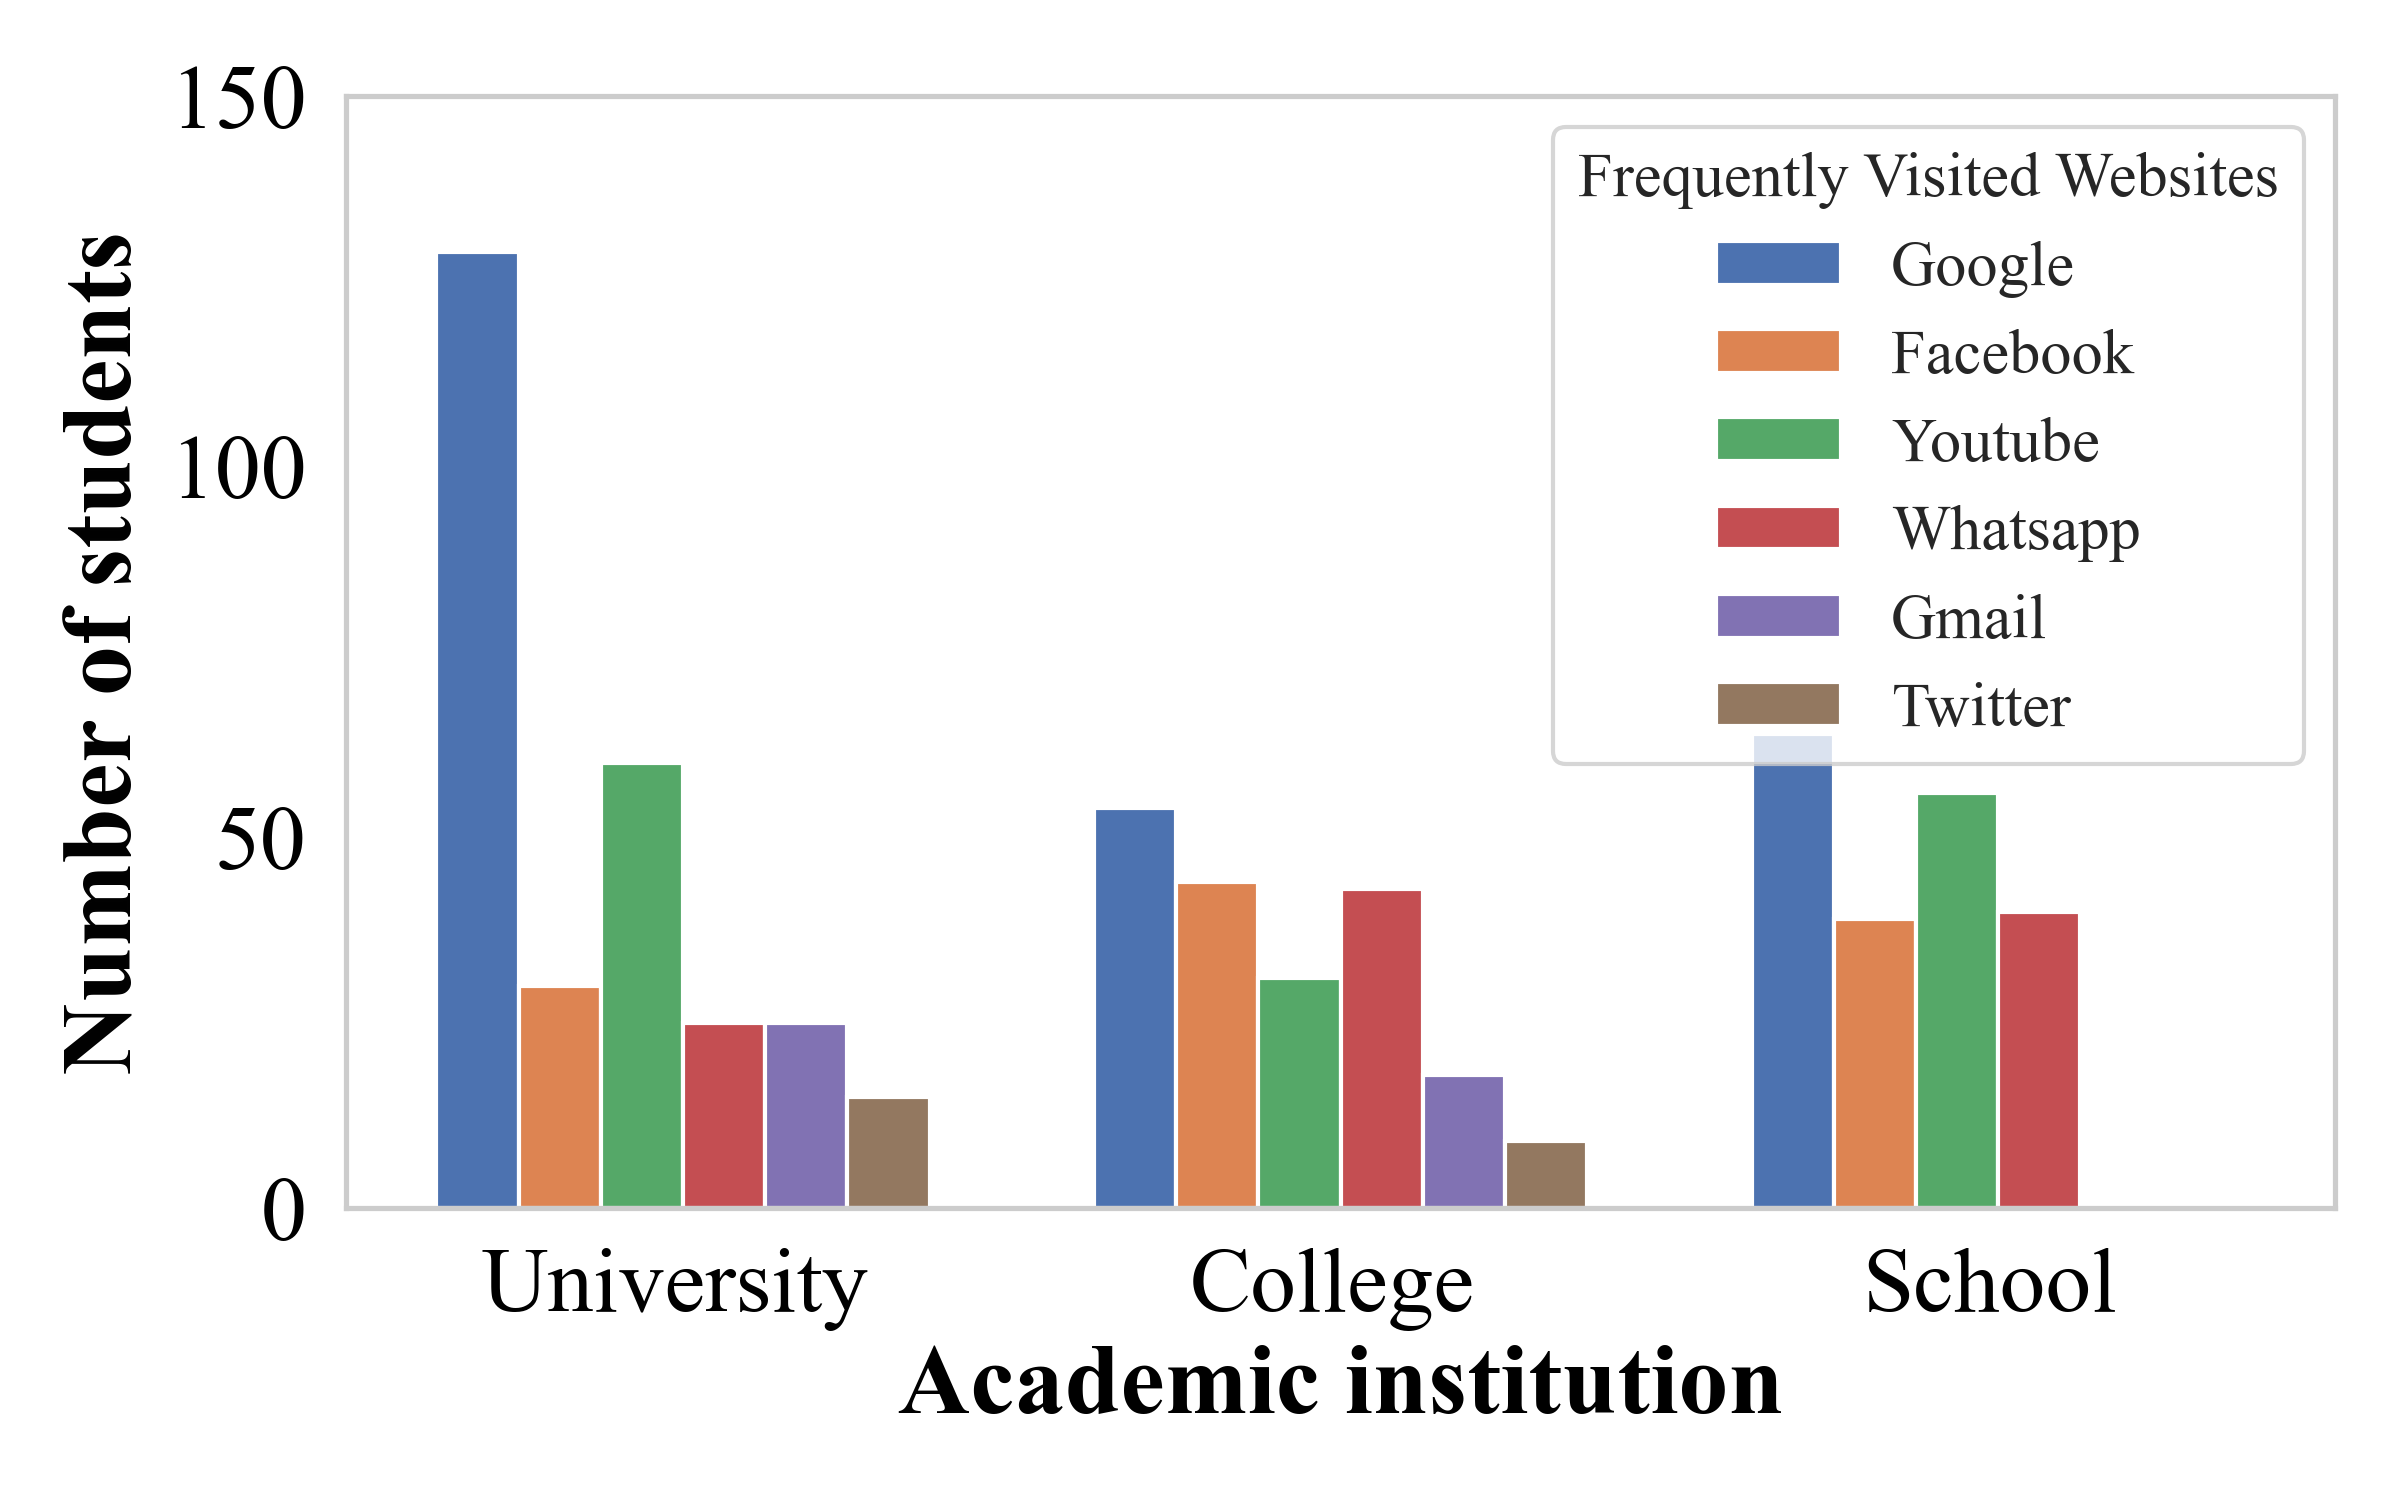 150
100
50
0
Number of students
Frequently Visited Websites
Google
Facebook
Youtube
Whatsapp
Gmail
Twitter
University College School
Academic institution